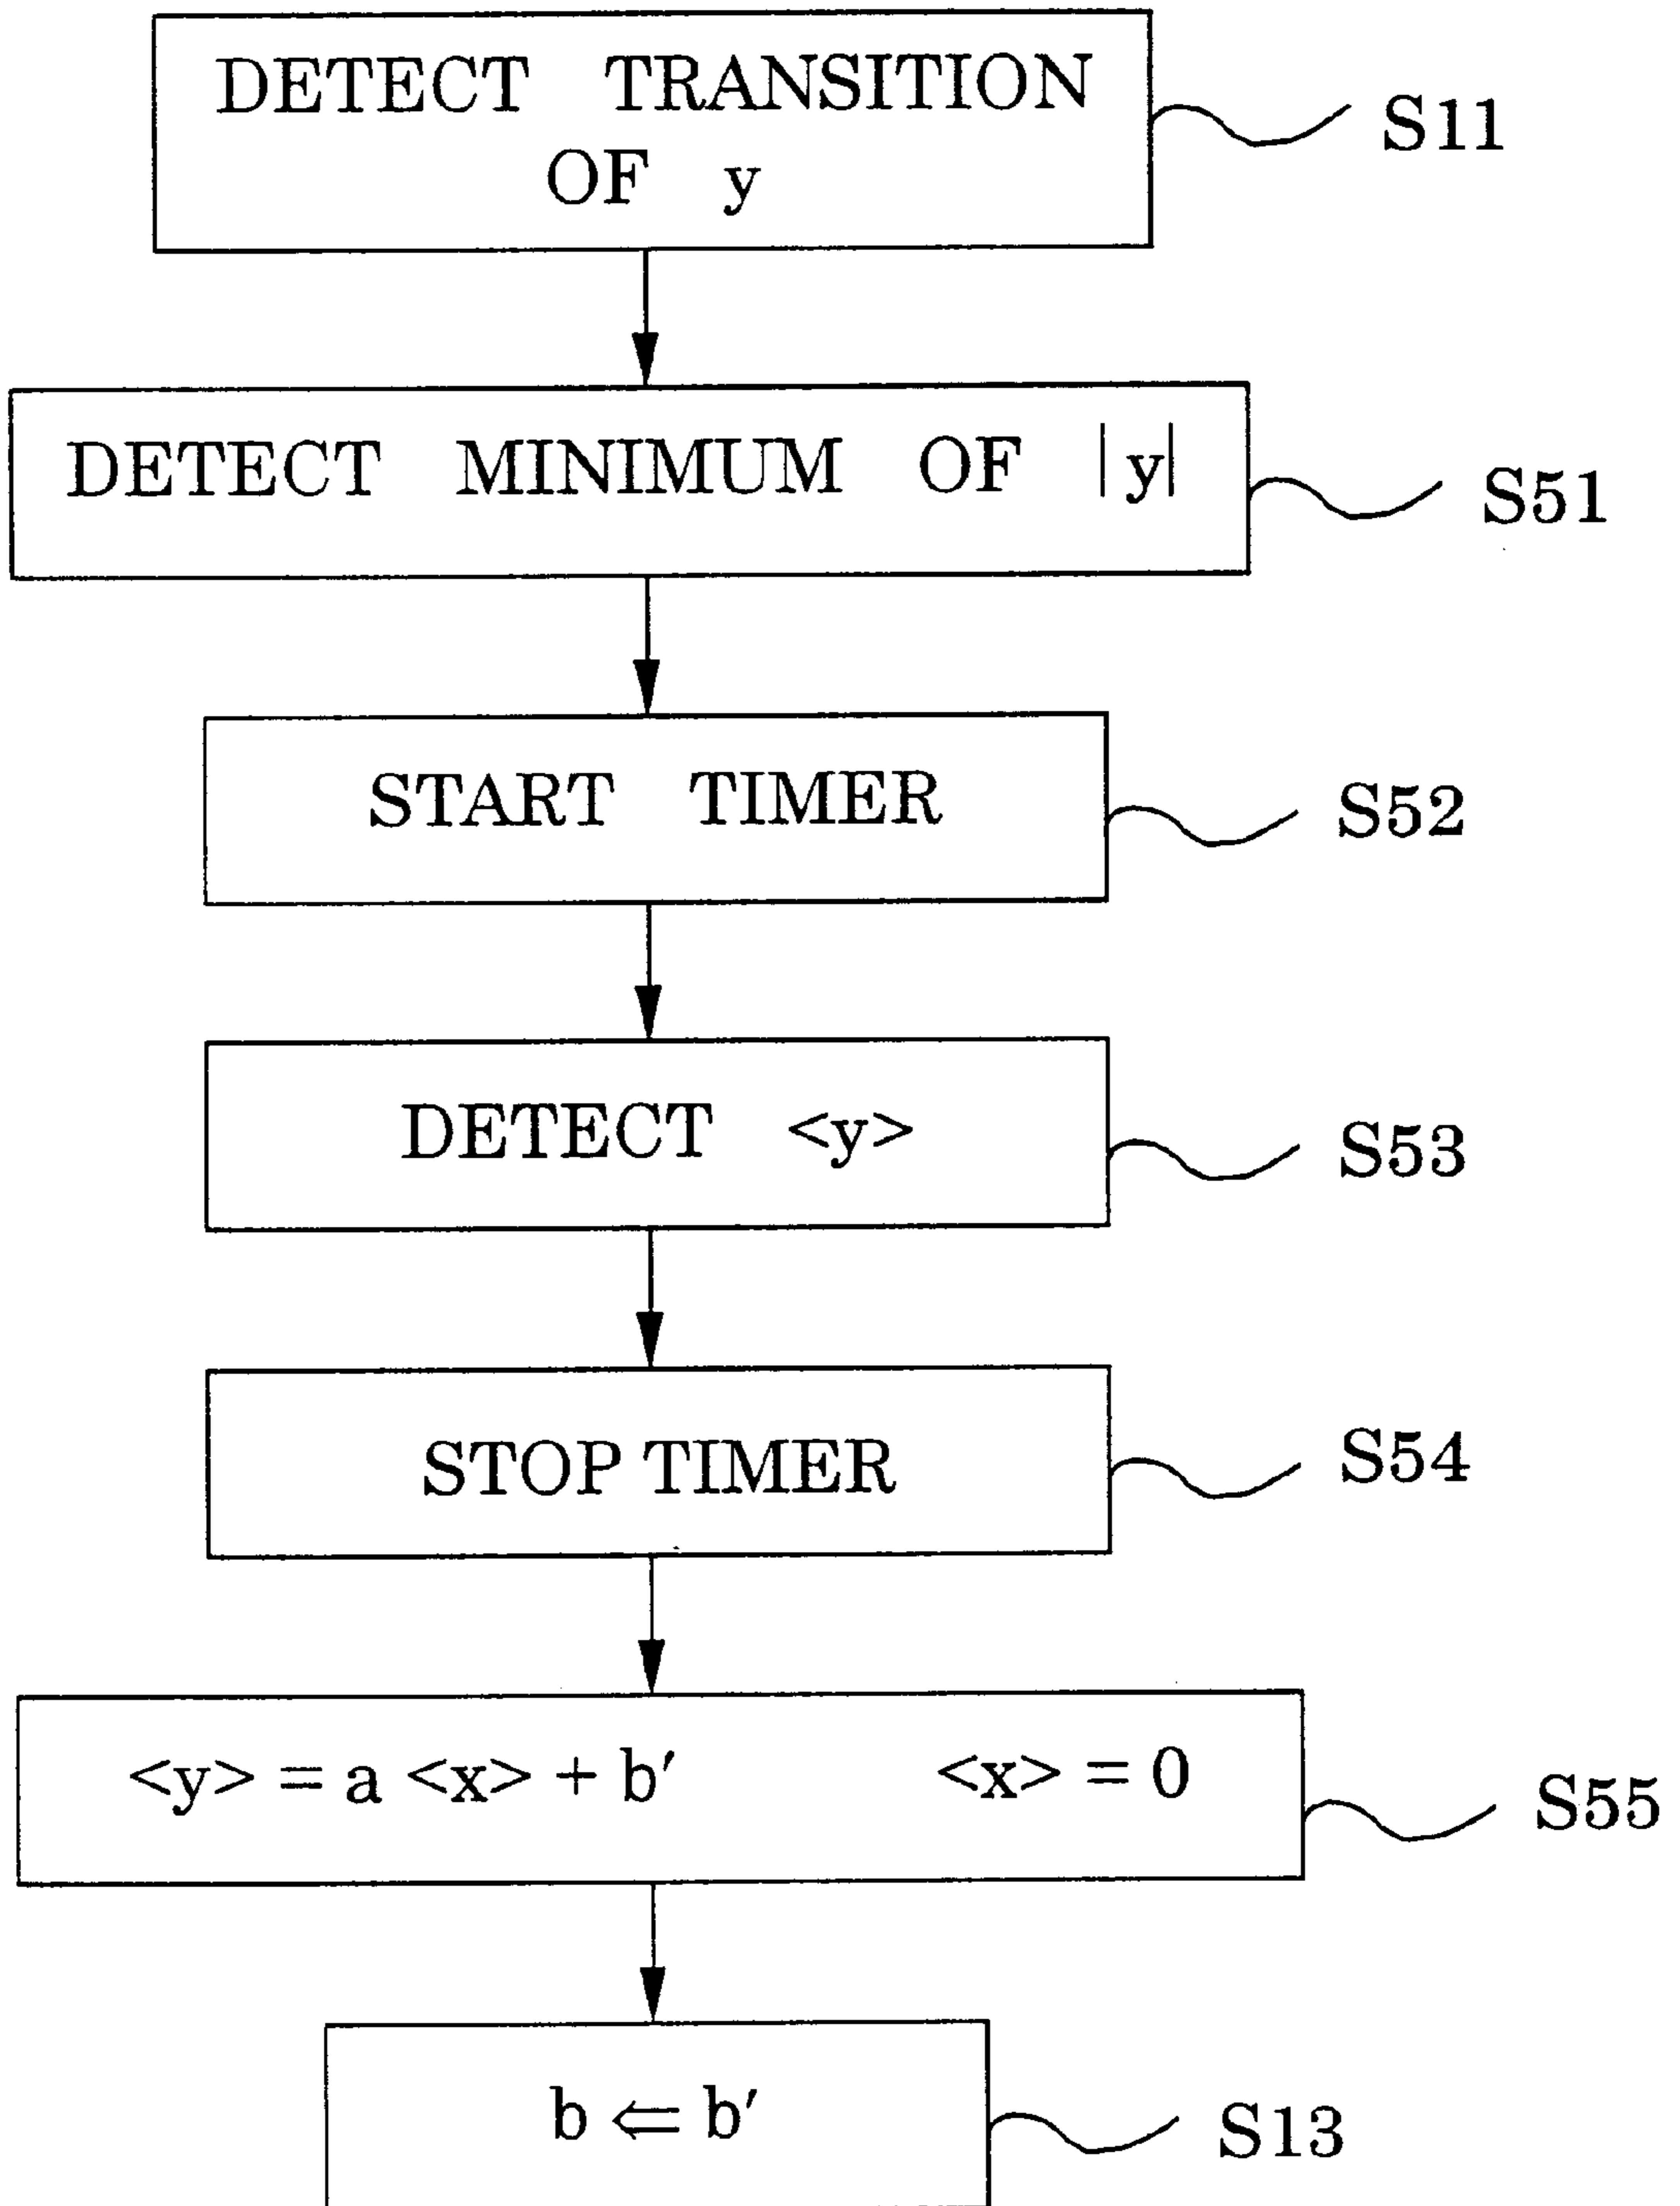 DETECT TRANSITION
OF y
S11
DETECT MINIMUM OF |y|
S51
START TIMER
S52
DETECT <y>
S53
STOP TIMER
S54
<y> = a <x> + b′ <x> = 0
S55
b ⇐ b′
S13